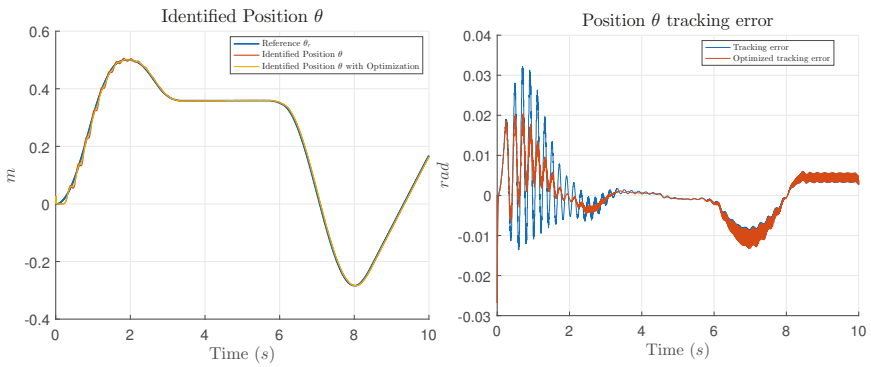 Identified Position θ
0.6
0.4
0.2
0
-0.2
-0.4
m
0
2
4
6
8
10
Time (s)
Reference θᵣ
Identified Position θ
Identified Position θ with Optimization
Position θ tracking error
0.04
0.03
0.02
0.01
0
-0.01
-0.02
-0.03
rad
0
2
4
6
8
10
Time (s)
Tracking error
Optimized tracking error